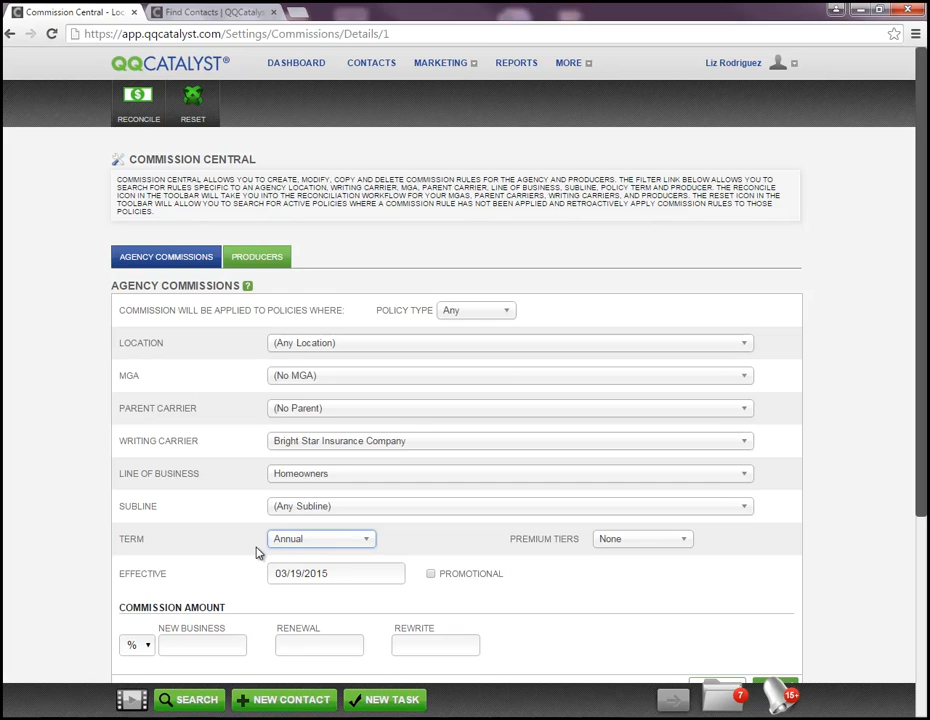 Commission Central - Loc
Find Contacts | QQCatalys
https://app.qqcatalyst.com/Settings/Commissions/Details/1
QQCATALYST®
DASHBOARD CONTACTS MARKETING REPORTS MORE Liz Rodriguez
RECONCILE RESET
COMMISSION CENTRAL
COMMISSION CENTRAL ALLOWS YOU TO CREATE, MODIFY, COPY AND DELETE COMMISSION RULES FOR THE AGENCY AND PRODUCERS. THE FILTER LINK BELOW ALLOWS YOU TO
SEARCH FOR RULES SPECIFIC TO AN AGENCY LOCATION, WRITING CARRIER, MGA, PARENT CARRIER, LINE OF BUSINESS, SUBLINE, POLICY TERM AND PRODUCER. THE RECONCILE
ICON IN THE TOOLBAR WILL TAKE YOU INTO THE RECONCILIATION WORKFLOW FOR YOUR MGAS, PARENT CARRIERS, WRITING CARRIERS, AND PRODUCERS. THE RESET ICON IN THE
TOOLBAR WILL ALLOW YOU TO SEARCH FOR ACTIVE POLICIES WHERE A COMMISSION RULE HAS NOT BEEN APPLIED AND RETROACTIVELY APPLY COMMISSION RULES TO THOSE
POLICIES.
AGENCY COMMISSIONS PRODUCERS
AGENCY COMMISSIONS ?
COMMISSION WILL BE APPLIED TO POLICIES WHERE: POLICY TYPE Any
LOCATION (Any Location)
MGA (No MGA)
PARENT CARRIER (No Parent)
WRITING CARRIER Bright Star Insurance Company
LINE OF BUSINESS Homeowners
SUBLINE (Any Subline)
TERM Annual PREMIUM TIERS None
EFFECTIVE 03/19/2015 PROMOTIONAL
COMMISSION AMOUNT
NEW BUSINESS RENEWAL REWRITE
%
SEARCH NEW CONTACT NEW TASK 7 15+